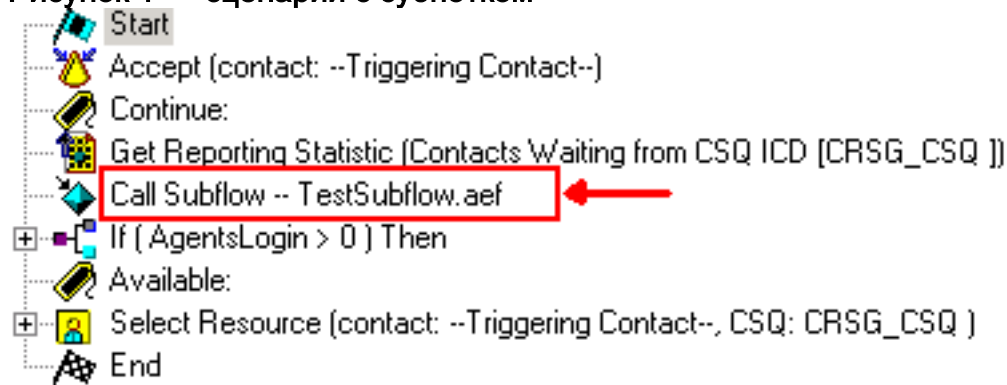 Start
Accept (contact: --Triggering Contact--)
Continue:
Get Reporting Statistic (Contacts Waiting from CSQ ICD [CRSG_CSQ ])
Call Subflow -- TestSubflow.aef
If ( AgentsLogin > 0 ) Then
Available:
Select Resource (contact: --Triggering Contact--, CSQ: CRSG_CSQ )
End